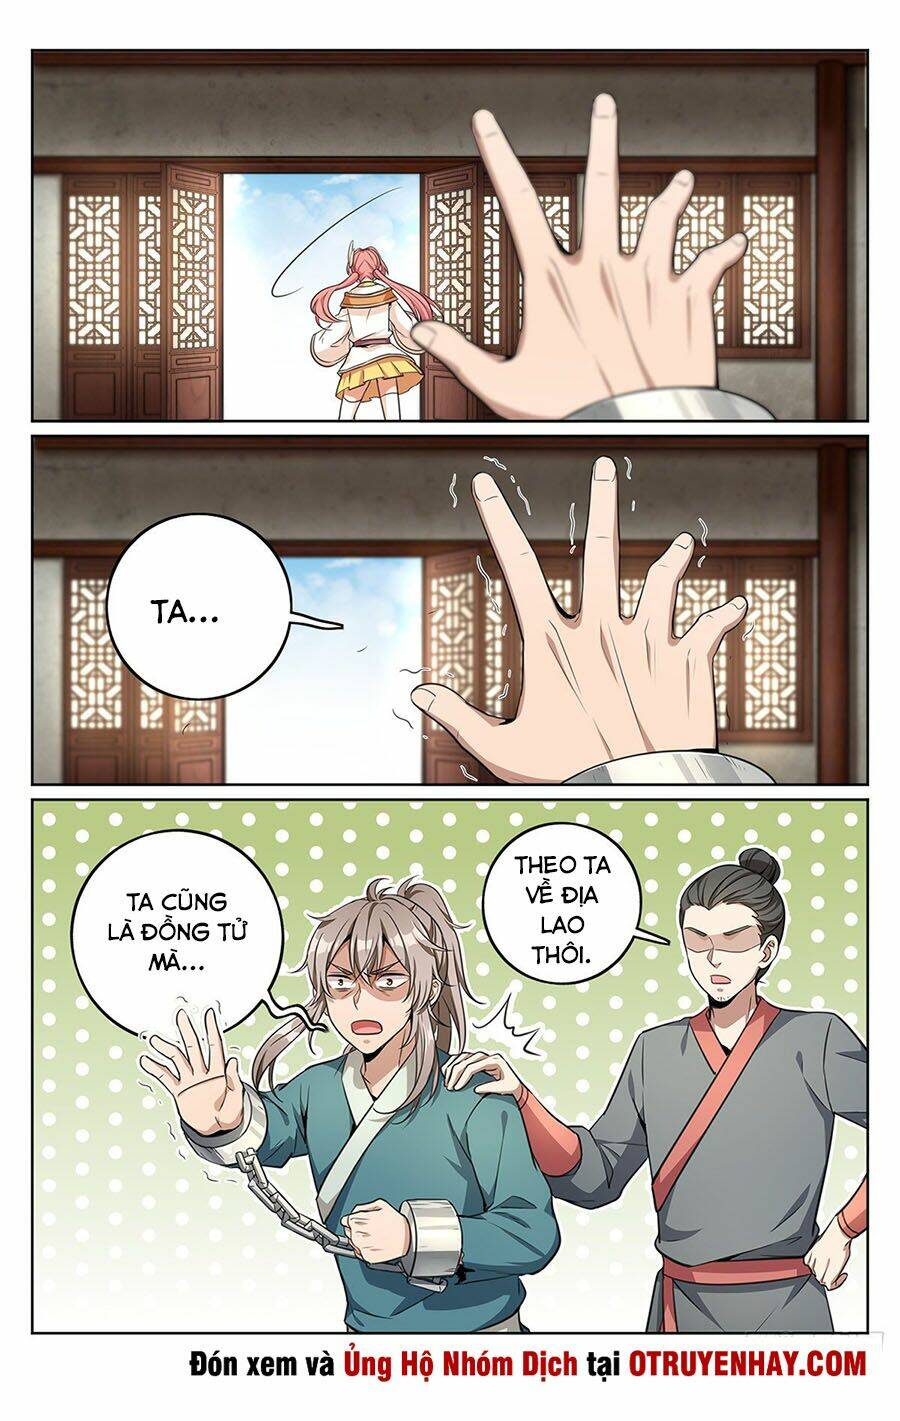 TA...
TA CŨNG
LÀ ĐỒNG TỬ
MÀ...
THEO TA
VỀ ĐỊA
LAO
THÔI.
Đón xem và Ủng Hộ Nhóm Dịch tại OTRUYENHAY.COM